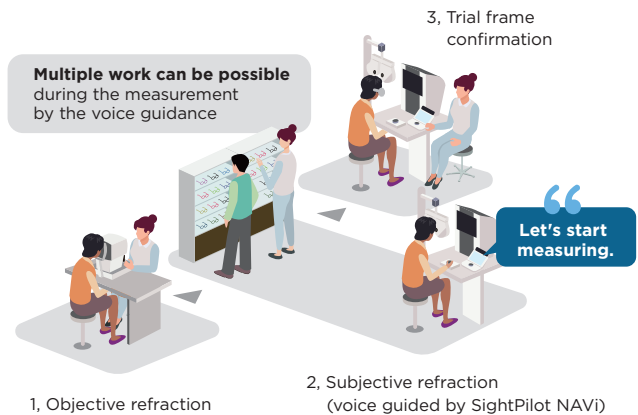 3, Trial frame
confirmation
Multiple work can be possible
during the measurement
by the voice guidance
“
Let's start
measuring.
1, Objective refraction
2, Subjective refraction
(voice guided by SightPilot NAVi)